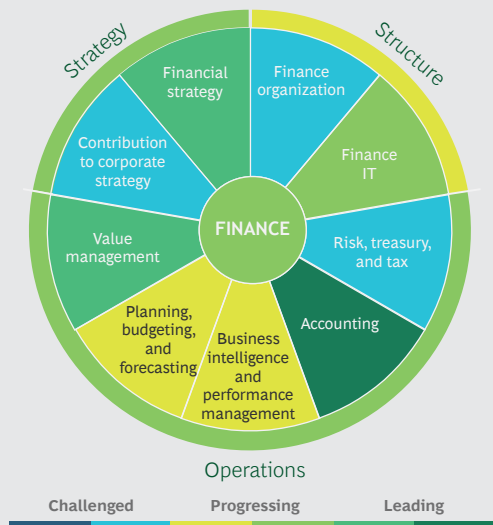 Strategy
Structure
Financial
strategy
Finance
organization
Contribution
to corporate
strategy
Finance
IT
FINANCE
Value
management
Risk, treasury,
and tax
Planning,
budgeting,
and
forecasting
Business
intelligence
and
performance
management
Accounting
Operations
Challenged
Progressing
Leading